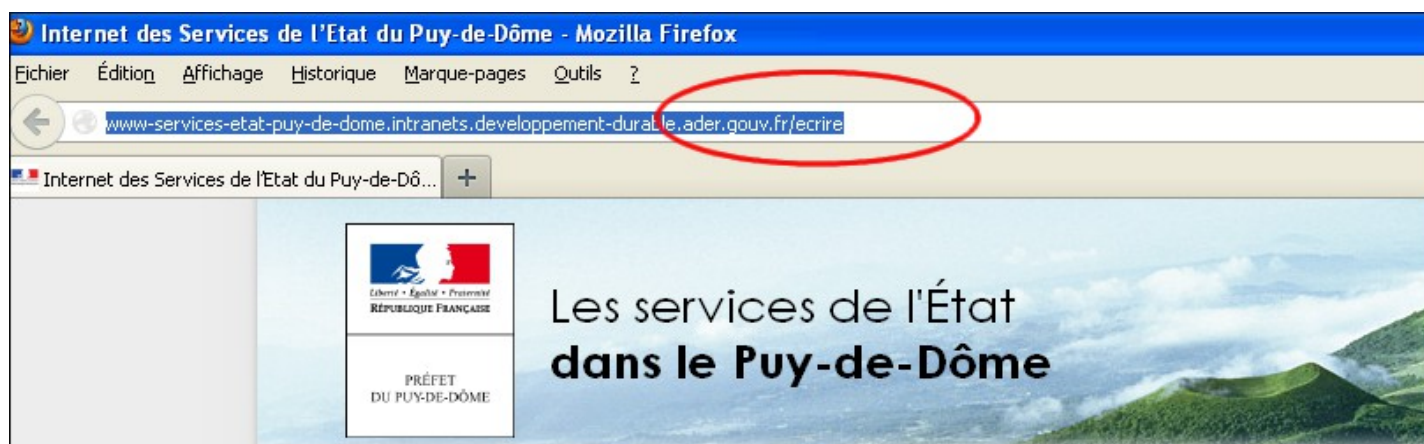 Internet des Services de l'Etat du Puy-de-Dôme - Mozilla Firefox
Fichier Édition Affichage Historique Marque-pages Outils ?
www-services-etat-puy-de-dome.intranets.developpement-durable.ader.gouv.fr/ecrire
Internet des Services de l'Etat du Puy-de-Dô... +
Liberté • Égalité • Fraternité
RÉPUBLIQUE FRANÇAISE
PRÉFET
DU PUY-DE-DÔME
Les services de l'État
dans le Puy-de-Dôme